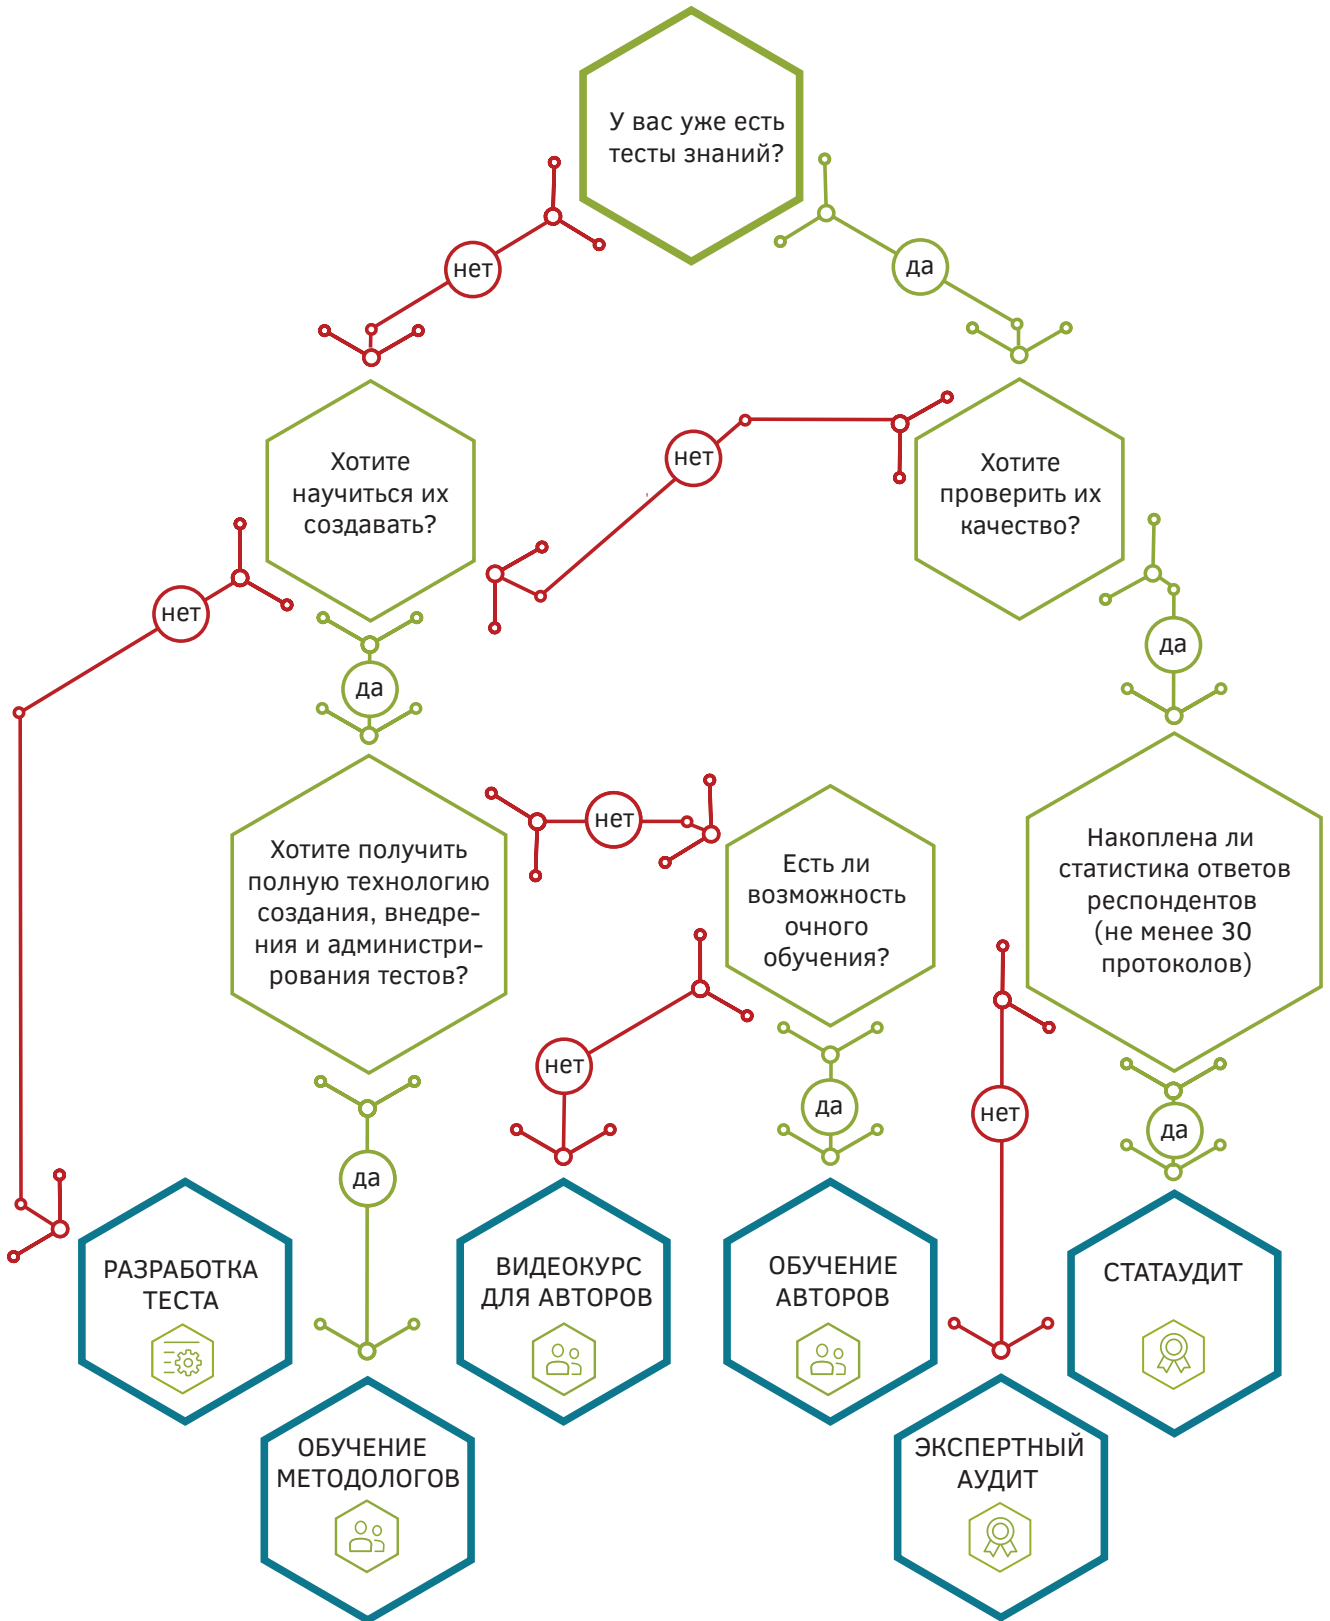 У вас уже есть
тесты знаний?
нет
да
Хотите
научиться их
создавать?
нет
Хотите
проверить их
качество?
нет
да
да
Хотите получить
полную технологию
создания, внедре-
ния и администри-
рования тестов?
нет
Есть ли
возможность
очного
обучения?
Накоплена ли
статистика ответов
респондентов
(не менее 30
протоколов)
нет
да
нет
да
да
РАЗРАБОТКА
ТЕСТА
ВИДЕОКУРС
ДЛЯ АВТОРОВ
ОБУЧЕНИЕ
АВТОРОВ
СТАТАУДИТ
ОБУЧЕНИЕ
МЕТОДОЛОГОВ
ЭКСПЕРТНЫЙ
АУДИТ